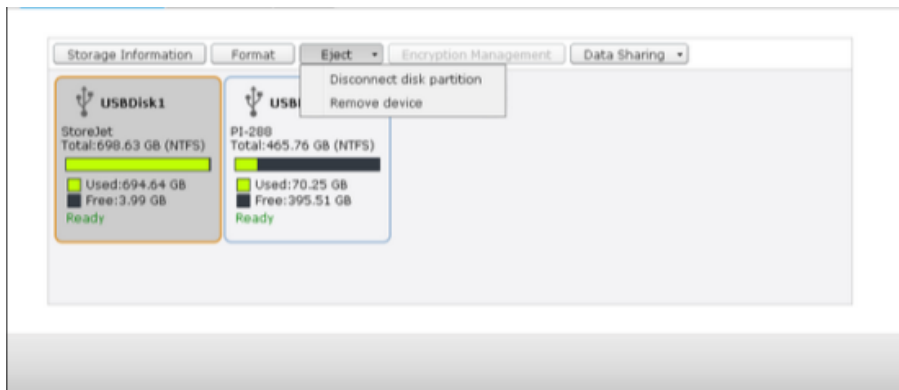 Storage Information Format Eject Encryption Management Data Sharing
Disconnect disk partition
Remove device
USBDisk1
StoreJet
Total:698.63 GB (NTFS)
Used:694.64 GB
Free:3.99 GB
Ready
PI-288
Total:465.76 GB (NTFS)
Used:70.25 GB
Free:395.51 GB
Ready